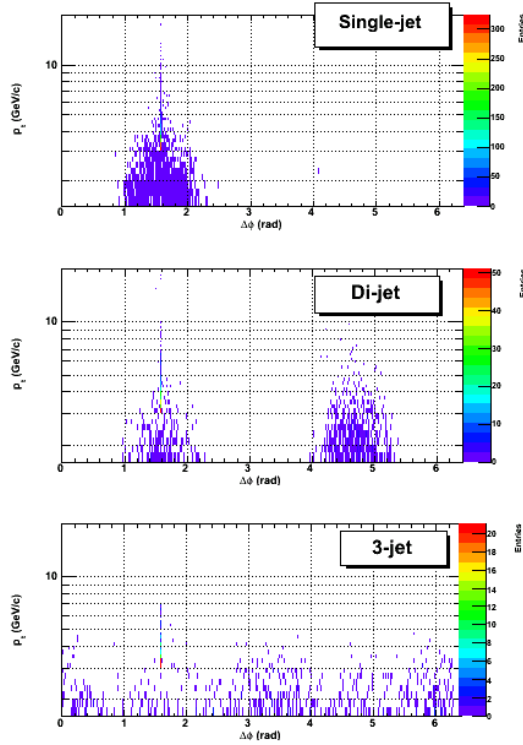 Single-jet
Entries
300
250
200
150
100
50
0
10
p_t (GeV/c)
0 1 2 3 4 5 6
Δϕ (rad)
Di-jet
Entries
50
40
30
20
10
0
10
p_t (GeV/c)
0 1 2 3 4 5 6
Δϕ (rad)
3-jet
Entries
20
18
16
14
12
10
8
6
4
2
0
10
p_t (GeV/c)
0 1 2 3 4 5 6
Δϕ (rad)